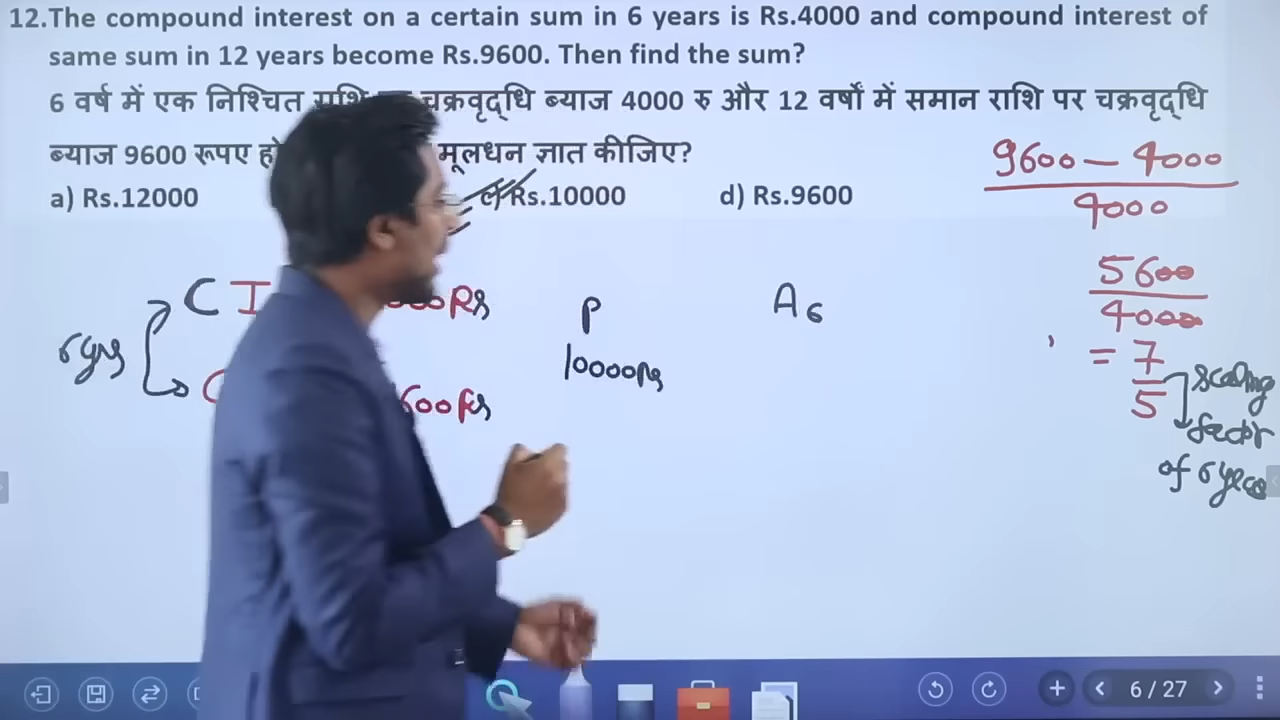 12.The compound interest on a certain sum in 6 years is Rs.4000 and compound interest of
same sum in 12 years become Rs.9600. Then find the sum?
6 वर्ष में एक निश्चित चक्रवृद्धि ब्याज 4000 रु और 12 वर्षों में समान राशि पर चक्रवृद्धि
ब्याज 9600 रूपए मूलधन ज्ञात कीजिए?
a) Rs.12000 c) Rs.10000 d) Rs.9600
9600 - 4000
4000
5600
4000
= 7
5
scaling
factor
of 6 years
6yrs
C I Rs
P
10000Rs
A6
600Rs
6 / 27